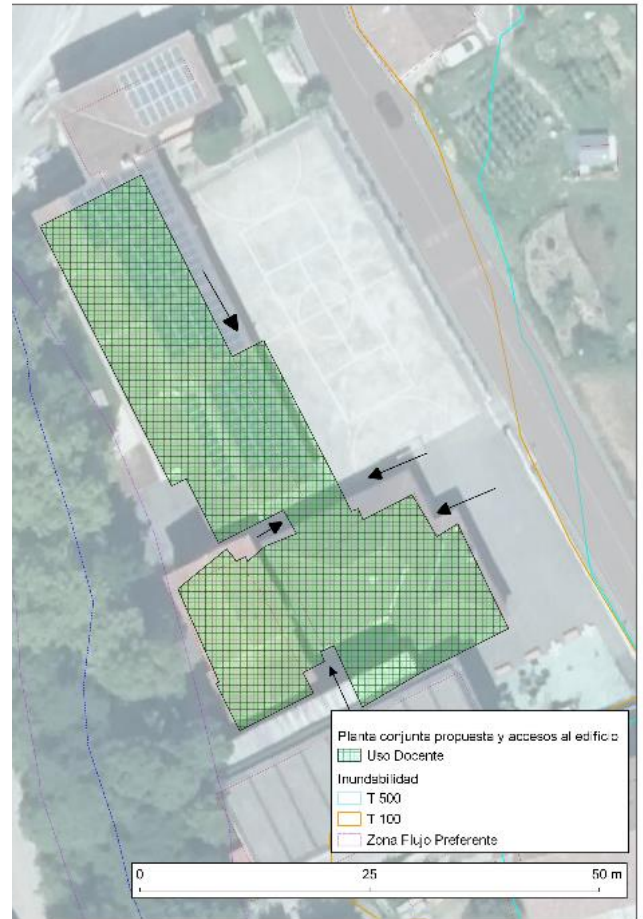 Planta conjunta propuesta y accesos al edificio
Uso Docente
Inundabilidad
T 500
T 100
Zona Flujo Preferente
0 25 50 m